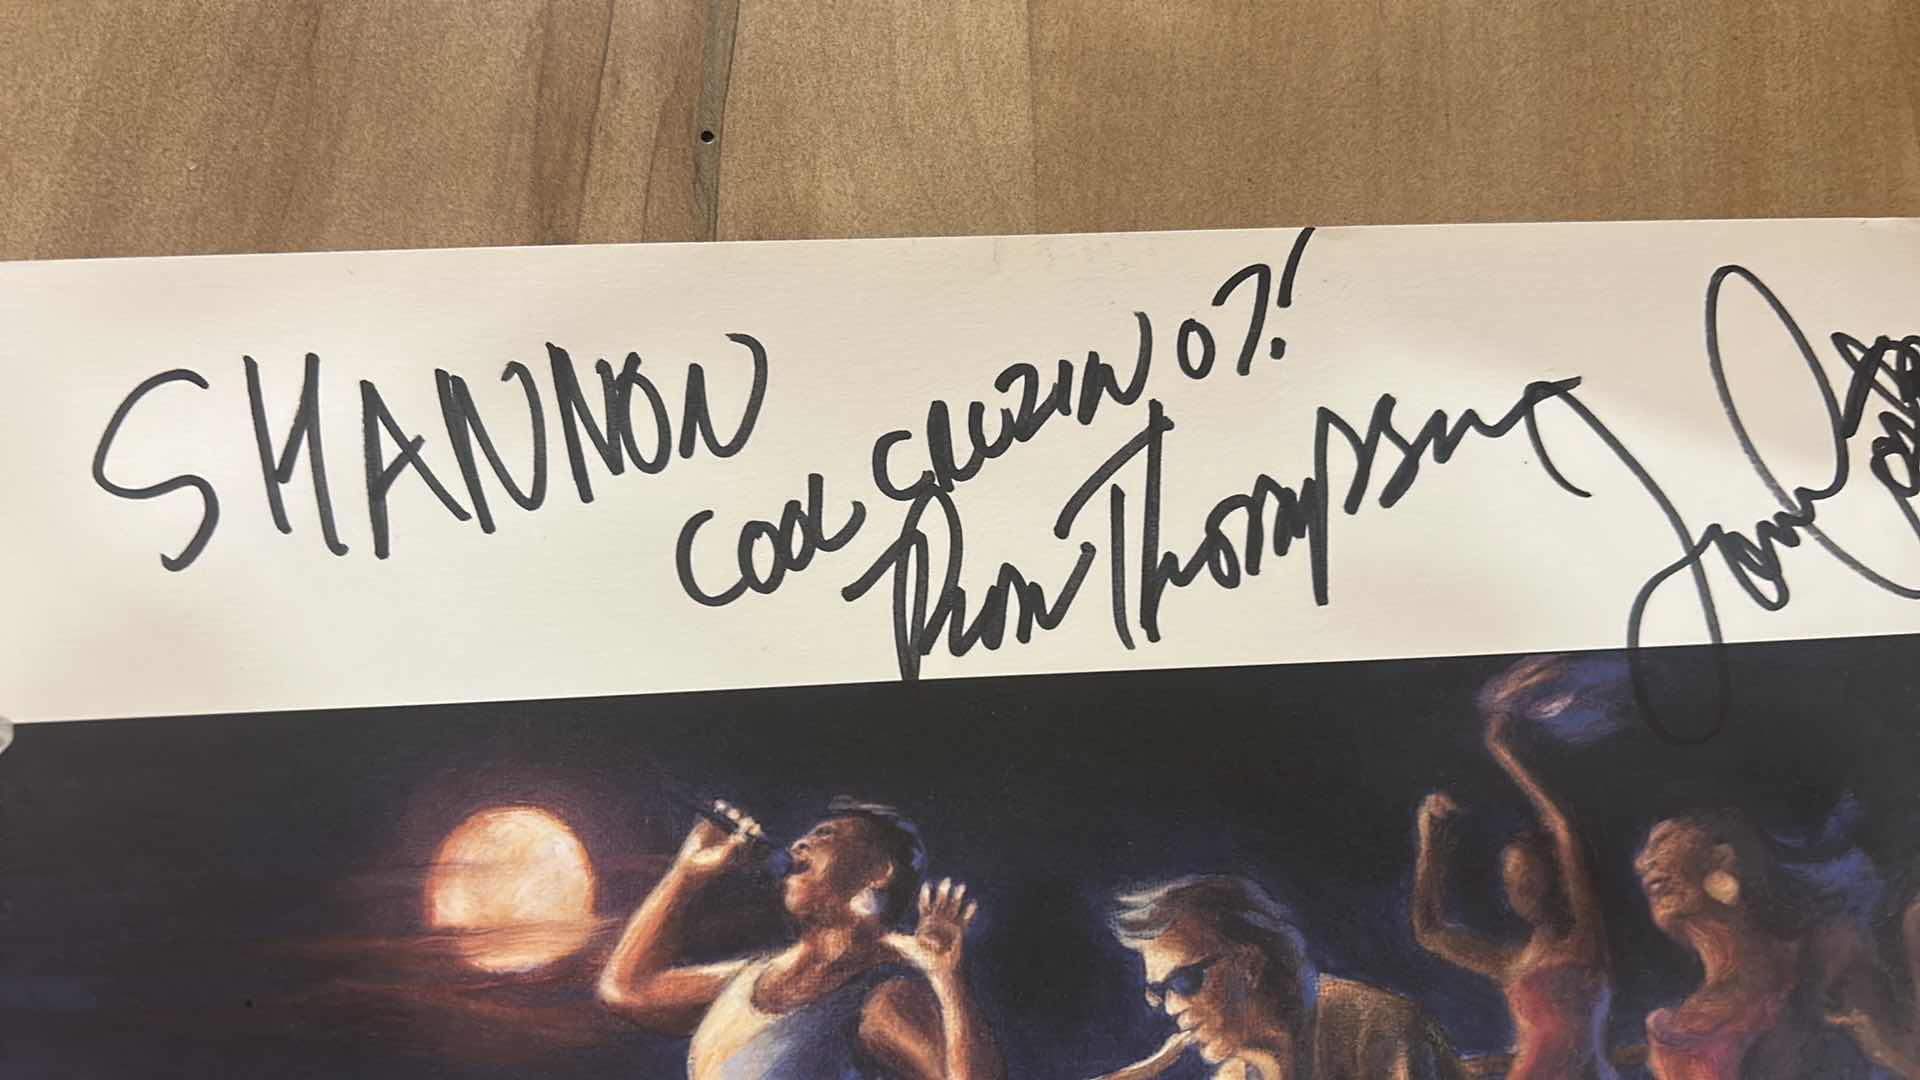 SHANNON
COOL CRUZIN 07!
Ron Thompson